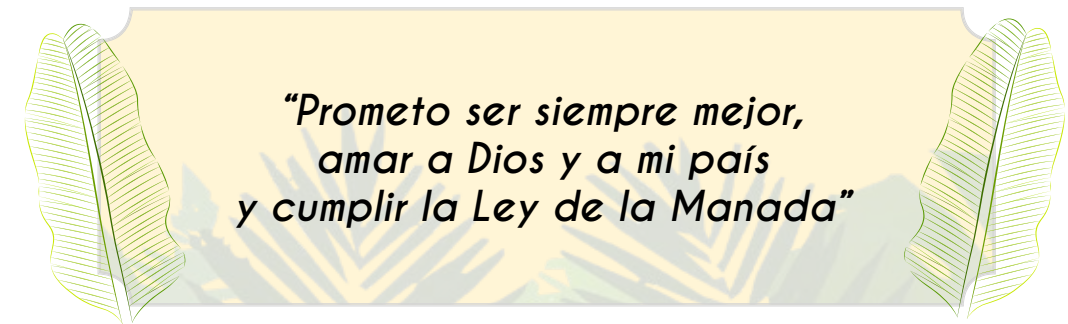 “Prometo ser siempre mejor,
amar a Dios y a mi país
y cumplir la Ley de la Manada”